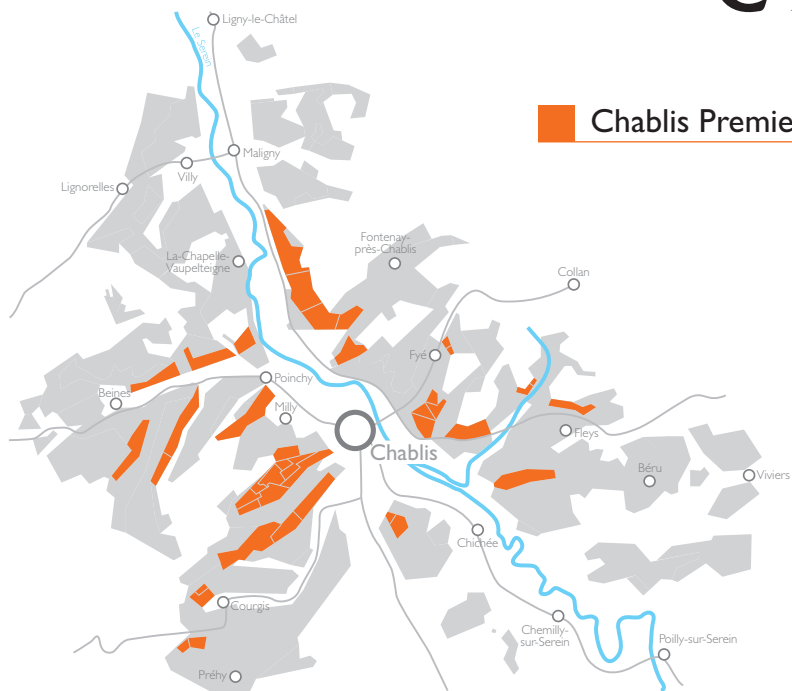 Ligny-le-Châtel
Le Serein
Chablis Premie
Maligny
Villy
Lignorelles
Fontenay-
près-Chablis
La-Chapelle-
Vaupelteigne
Collan
Fyé
Poinchy
Beines
Milly
Chablis
Fleys
Béru
Viviers
Chichée
Courgis
Chemilly-
sur-Serein
Poilly-sur-Serein
Préhy